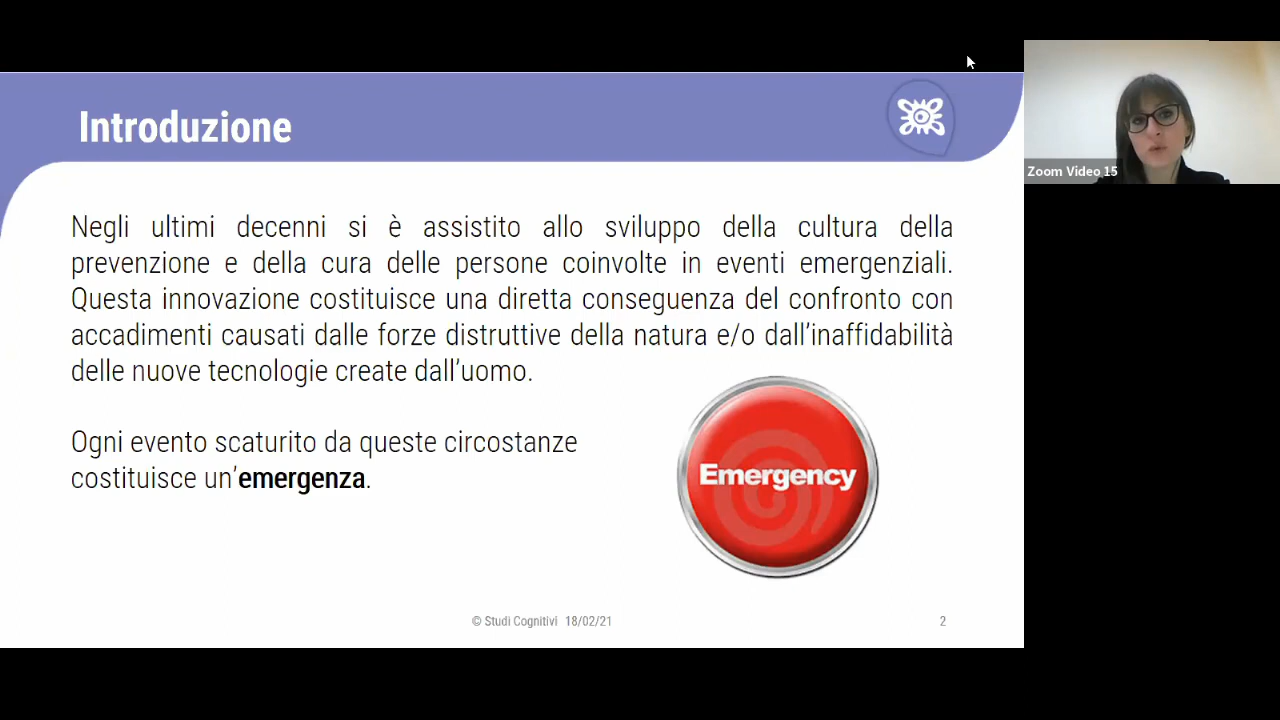 Introduzione
Zoom Video 15
Negli ultimi decenni si è assistito allo sviluppo della cultura della
prevenzione e della cura delle persone coinvolte in eventi emergenziali.
Questa innovazione costituisce una diretta conseguenza del confronto con
accadimenti causati dalle forze distruttive della natura e/o dall'inaffidabilità
delle nuove tecnologie create dall'uomo.
Ogni evento scaturito da queste circostanze
costituisce un'emergenza.
Emergency
© Studi Cognitivi 18/02/21
2